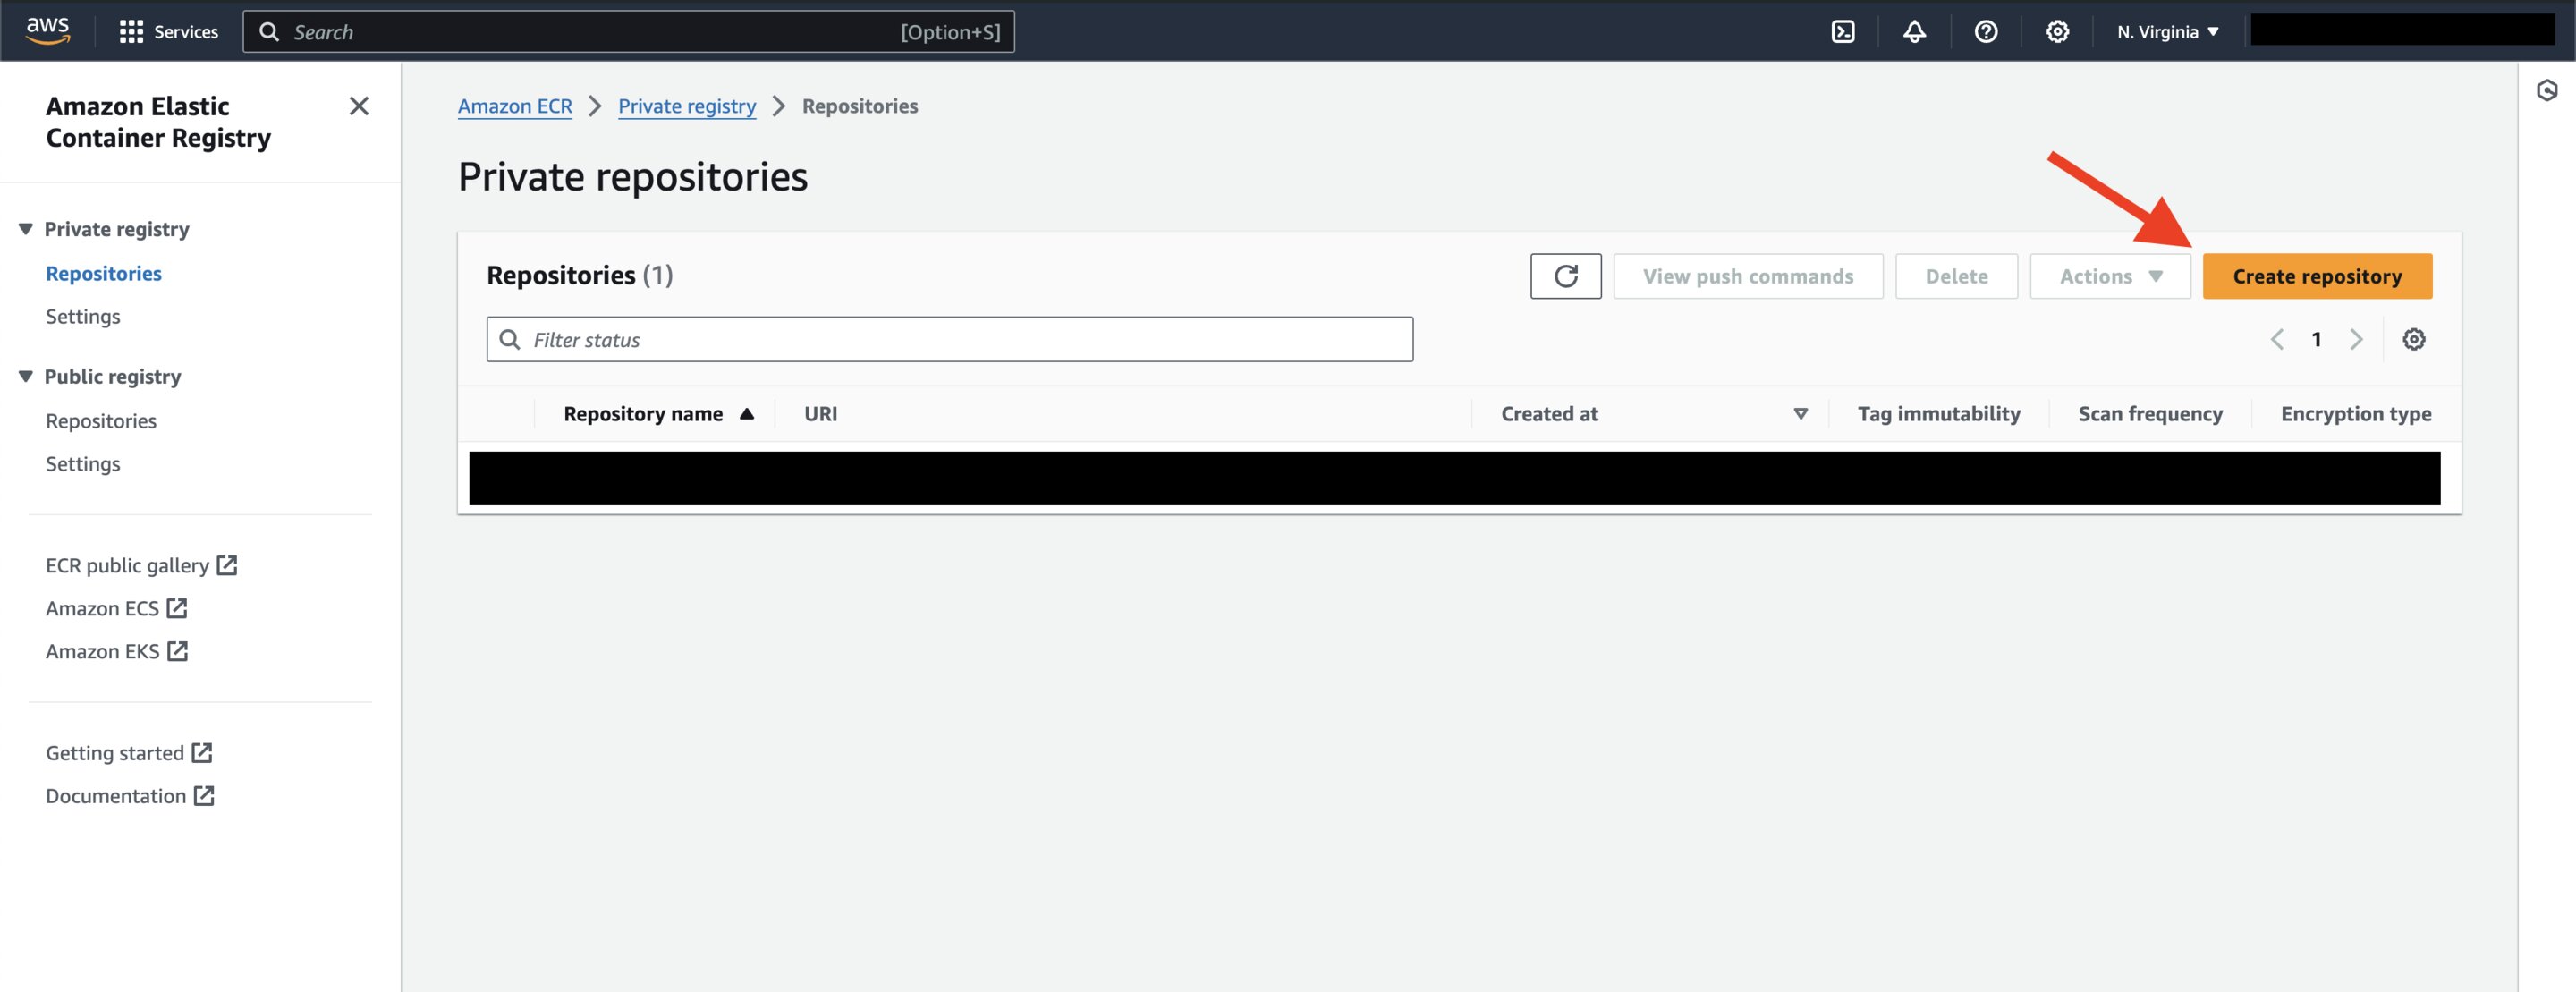 aws Services Search [Option+S] N. Virginia
Amazon Elastic
Container Registry
Private registry
Repositories
Settings
Public registry
Repositories
Settings
ECR public gallery
Amazon ECS
Amazon EKS
Getting started
Documentation
Amazon ECR > Private registry > Repositories
Private repositories
Repositories (1) View push commands Delete Actions Create repository
Filter status 1
Repository name URI Created at Tag immutability Scan frequency Encryption type